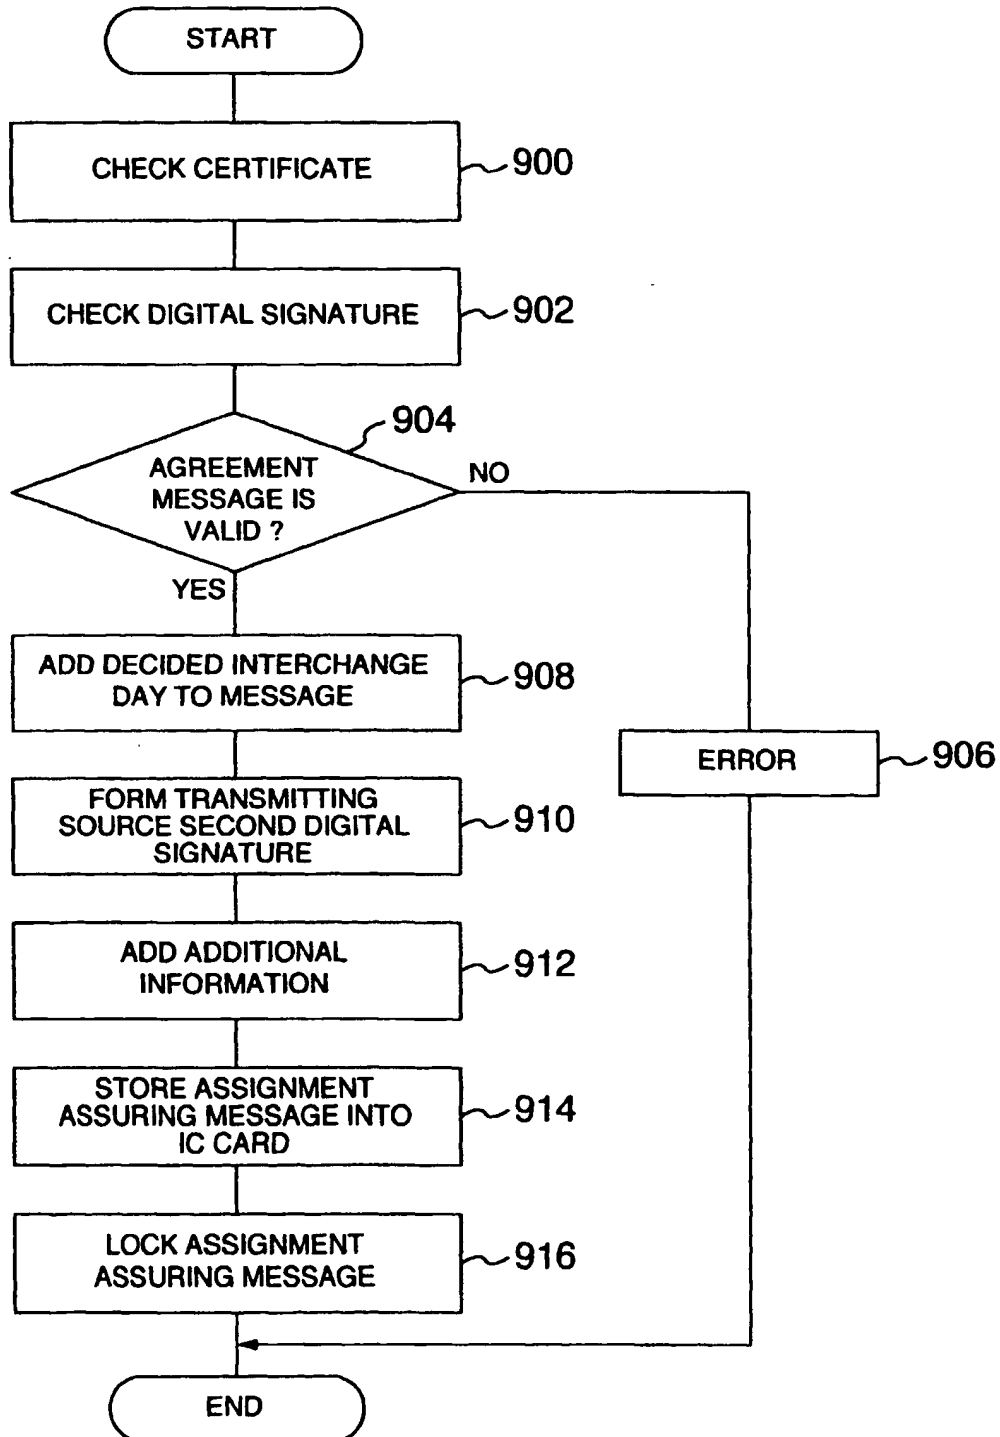 START
CHECK CERTIFICATE
900
CHECK DIGITAL SIGNATURE
902
904
AGREEMENT
MESSAGE IS
VALID ?
NO
YES
ADD DECIDED INTERCHANGE
DAY TO MESSAGE
908
ERROR
906
FORM TRANSMITTING
SOURCE SECOND DIGITAL
SIGNATURE
910
ADD ADDITIONAL
INFORMATION
912
STORE ASSIGNMENT
ASSURING MESSAGE INTO
IC CARD
914
LOCK ASSIGNMENT
ASSURING MESSAGE
916
END